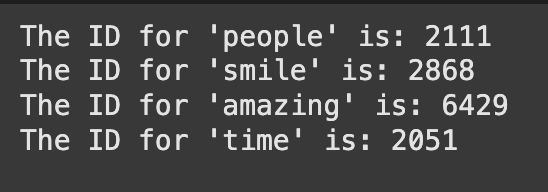 The ID for 'people' is: 2111
The ID for 'smile' is: 2868
The ID for 'amazing' is: 6429
The ID for 'time' is: 2051